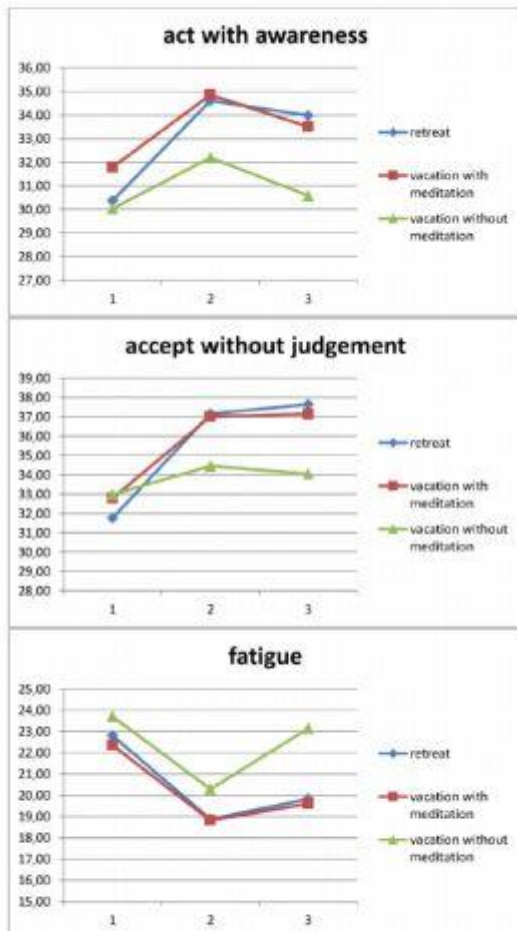 act with awareness
36,00
35,00
34,00
33,00
32,00
31,00
30,00
29,00
28,00
27,00
1 2 3
retreat
vacation with
meditation
vacation without
meditation
accept without judgement
39,00
38,00
37,00
36,00
35,00
34,00
33,00
32,00
31,00
30,00
29,00
28,00
1 2 3
retreat
vacation with
meditation
vacation without
meditation
fatigue
25,00
24,00
23,00
22,00
21,00
20,00
19,00
18,00
17,00
16,00
15,00
1 2 3
retreat
vacation with
meditation
vacation without
meditation